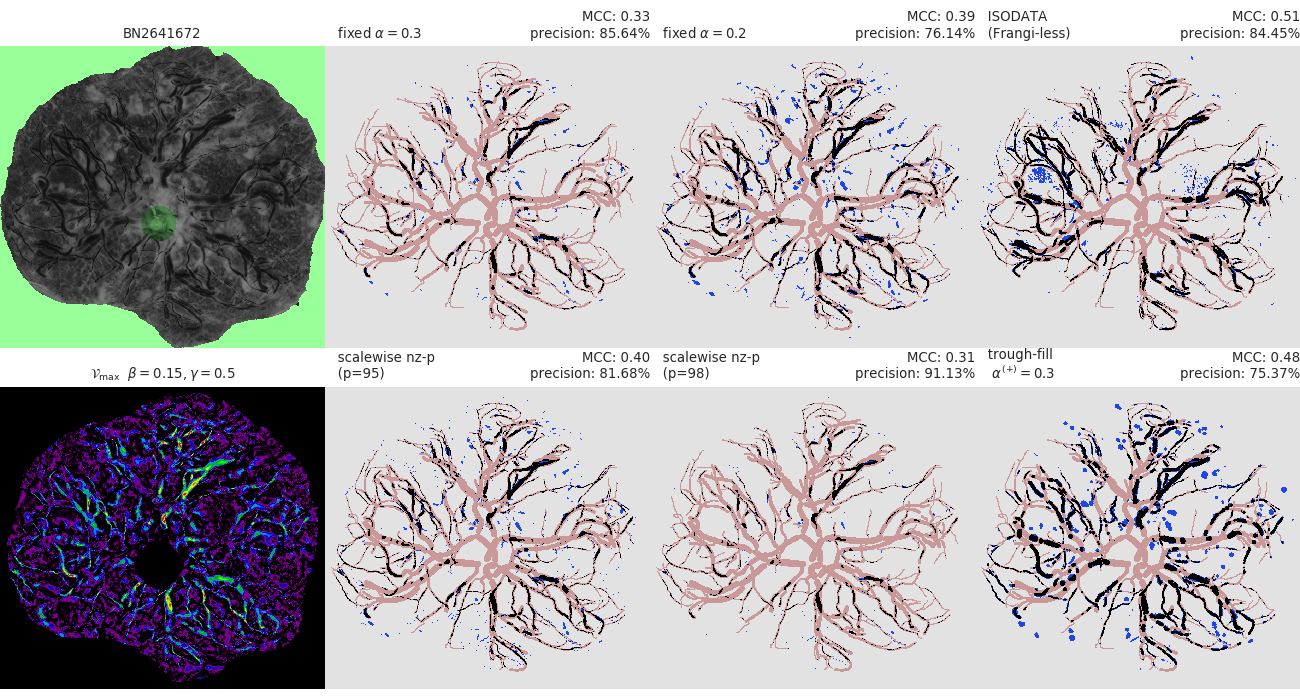 BN2641672
fixed α = 0.3
MCC: 0.33
precision: 85.64%
fixed α = 0.2
MCC: 0.39
precision: 76.14%
ISODATA
(Frangi-less)
MCC: 0.51
precision: 84.45%
𝒱max β = 0.15, γ = 0.5
scalewise nz-p
(p=95)
MCC: 0.40
precision: 81.68%
scalewise nz-p
(p=98)
MCC: 0.31
precision: 91.13%
trough-fill
α(+) = 0.3
MCC: 0.48
precision: 75.37%